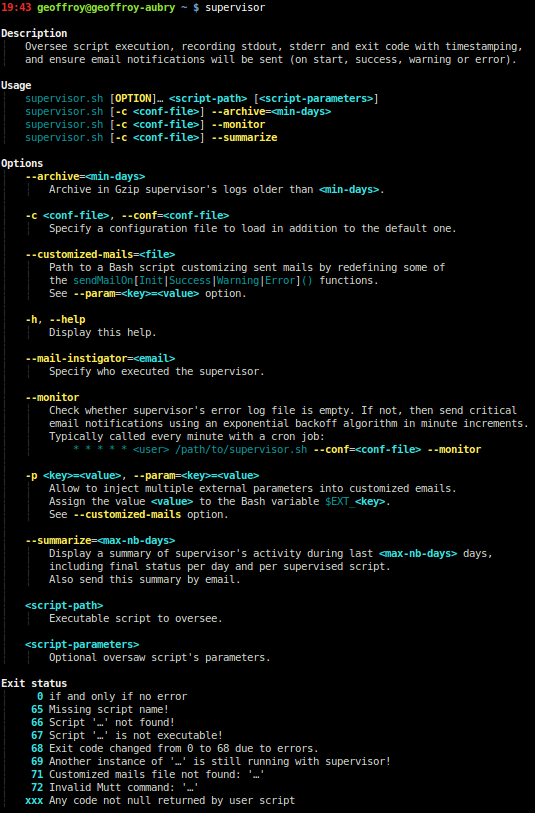 19:43 geoffroy@geoffroy-aubry ~ $ supervisor
Description
Oversee script execution, recording stdout, stderr and exit code with timestamping,
and ensure email notifications will be sent (on start, success, warning or error).
Usage
supervisor.sh [OPTION]… <script-path> [<script-parameters>]
supervisor.sh [-c <conf-file>] --archive=<min-days>
supervisor.sh [-c <conf-file>] --monitor
supervisor.sh [-c <conf-file>] --summarize
Options
--archive=<min-days>
Archive in Gzip supervisor's logs older than <min-days>.
-c <conf-file>, --conf=<conf-file>
Specify a configuration file to load in addition to the default one.
--customized-mails=<file>
Path to a Bash script customizing sent mails by redefining some of
the sendMailOn[Init|Success|Warning|Error]() functions.
See --param=<key>=<value> option.
-h, --help
Display this help.
--mail-instigator=<email>
Specify who executed the supervisor.
--monitor
Check whether supervisor's error log file is empty. If not, then send critical
email notifications using an exponential backoff algorithm in minute increments.
Typically called every minute with a cron job:
* * * * * <user> /path/to/supervisor.sh --conf=<conf-file> --monitor
-p <key>=<value>, --param=<key>=<value>
Allow to inject multiple external parameters into customized emails.
Assign the value <value> to the Bash variable $EXT_<key>.
See --customized-mails option.
--summarize=<max-nb-days>
Display a summary of supervisor's activity during last <max-nb-days> days,
including final status per day and per supervised script.
Also send this summary by email.
<script-path>
Executable script to oversee.
<script-parameters>
Optional oversaw script's parameters.
Exit status
0 if and only if no error
65 Missing script name!
66 Script '…' not found!
67 Script '…' is not executable!
68 Exit code changed from 0 to 68 due to errors.
69 Another instance of '…' is still running with supervisor!
71 Customized mails file not found: '…'
72 Invalid Mutt command: '…'
xxx Any code not null returned by user script